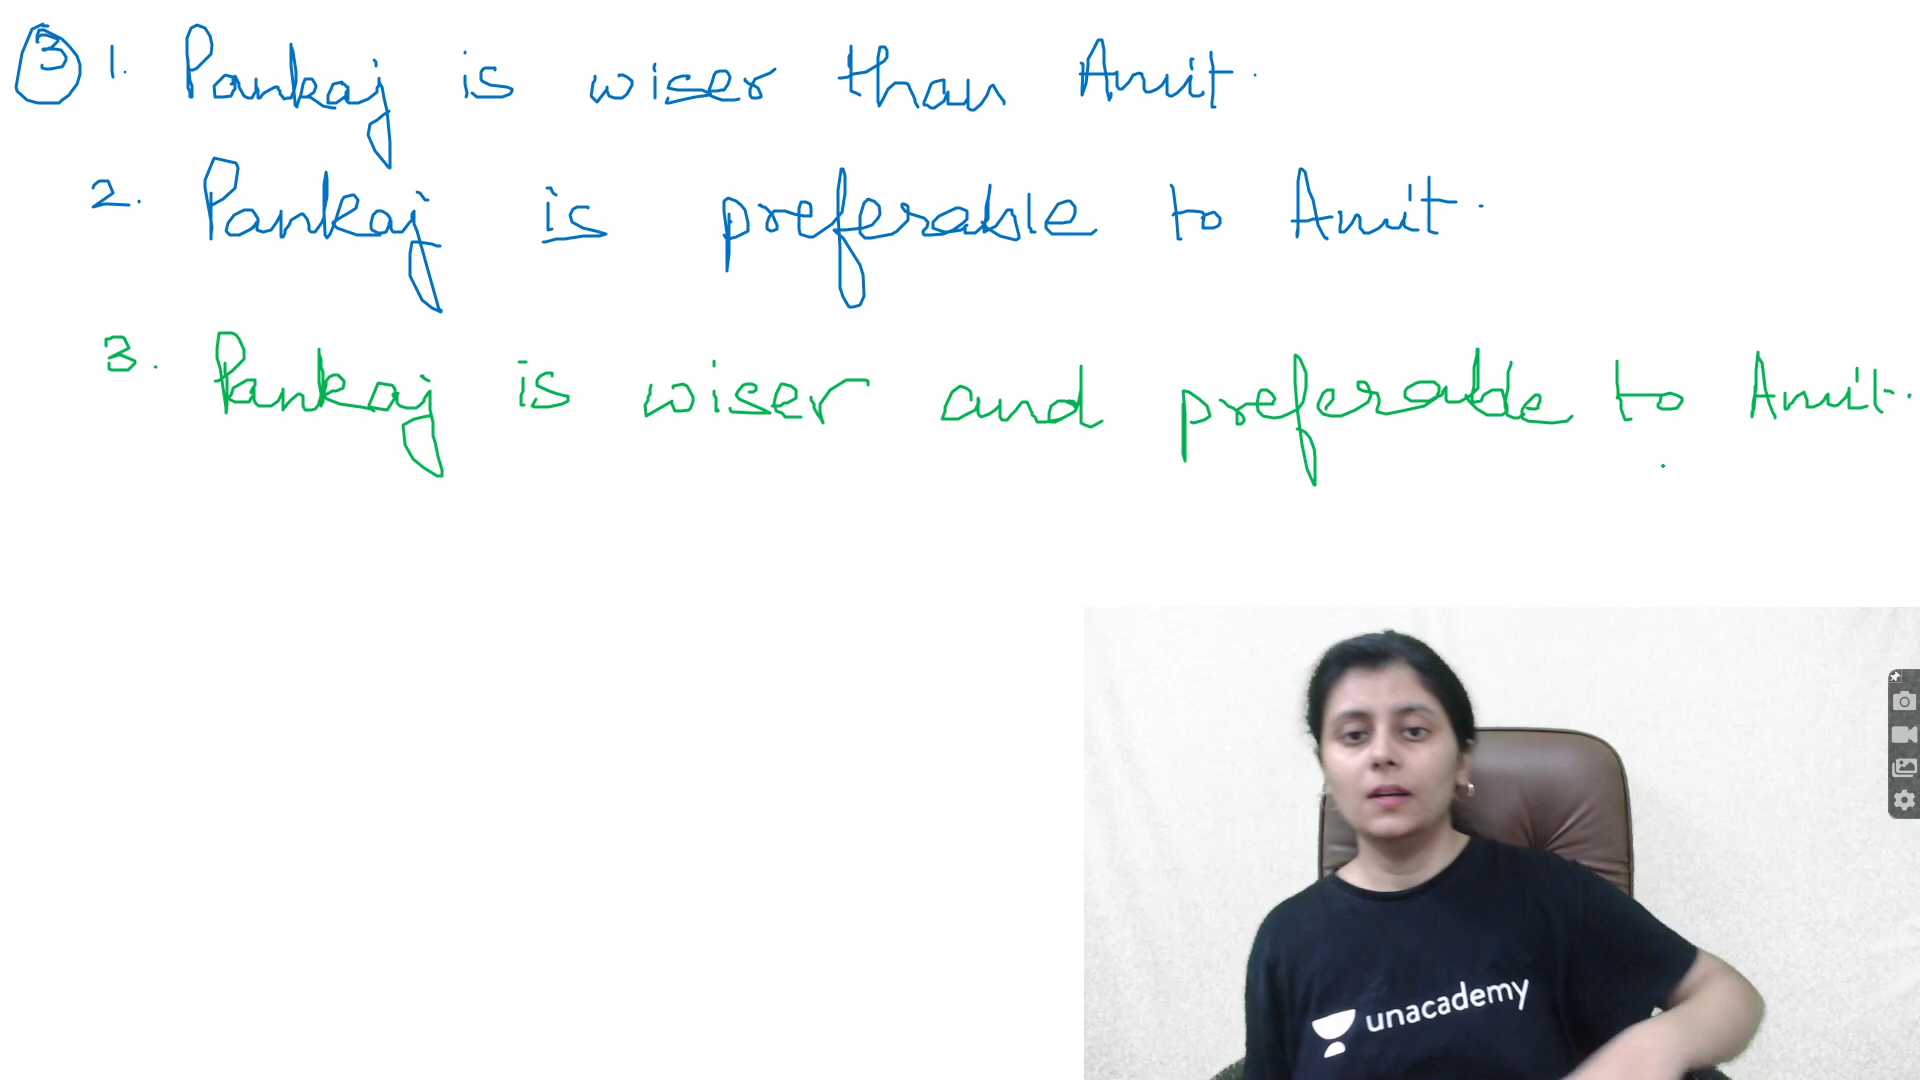 ③ 1. Pankaj is wiser than Amit.
2. Pankaj is preferable to Amit.
3. Pankaj is wiser and preferable to Amit.
unacademy